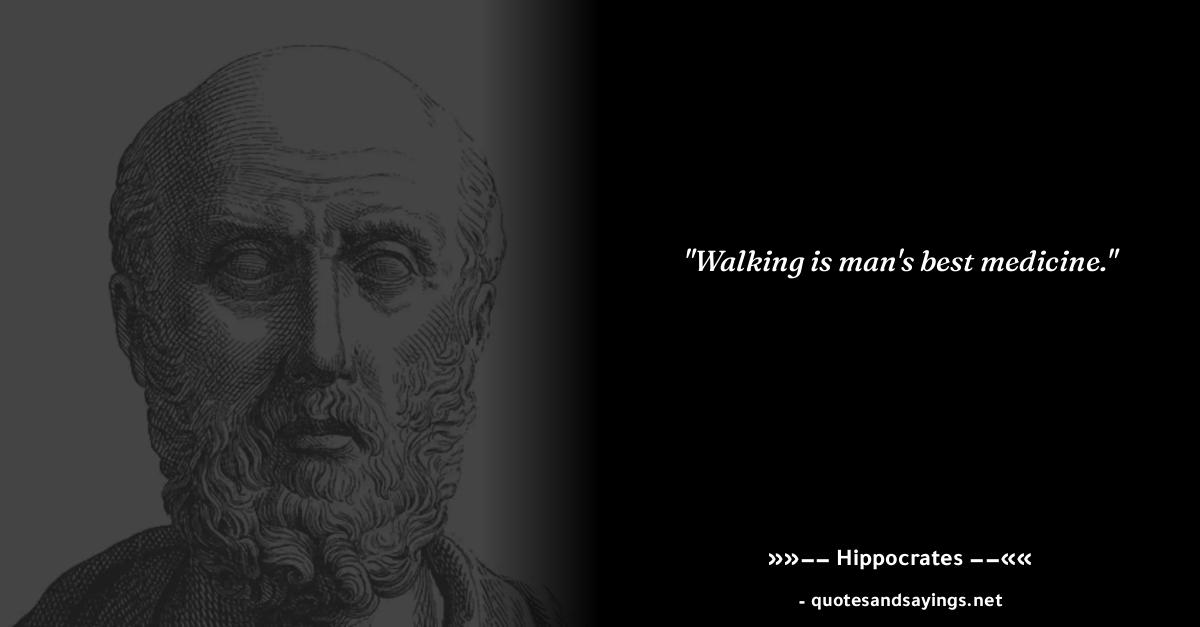 "Walking is man's best medicine."
»»–– Hippocrates ––««
- quotesandsayings.net